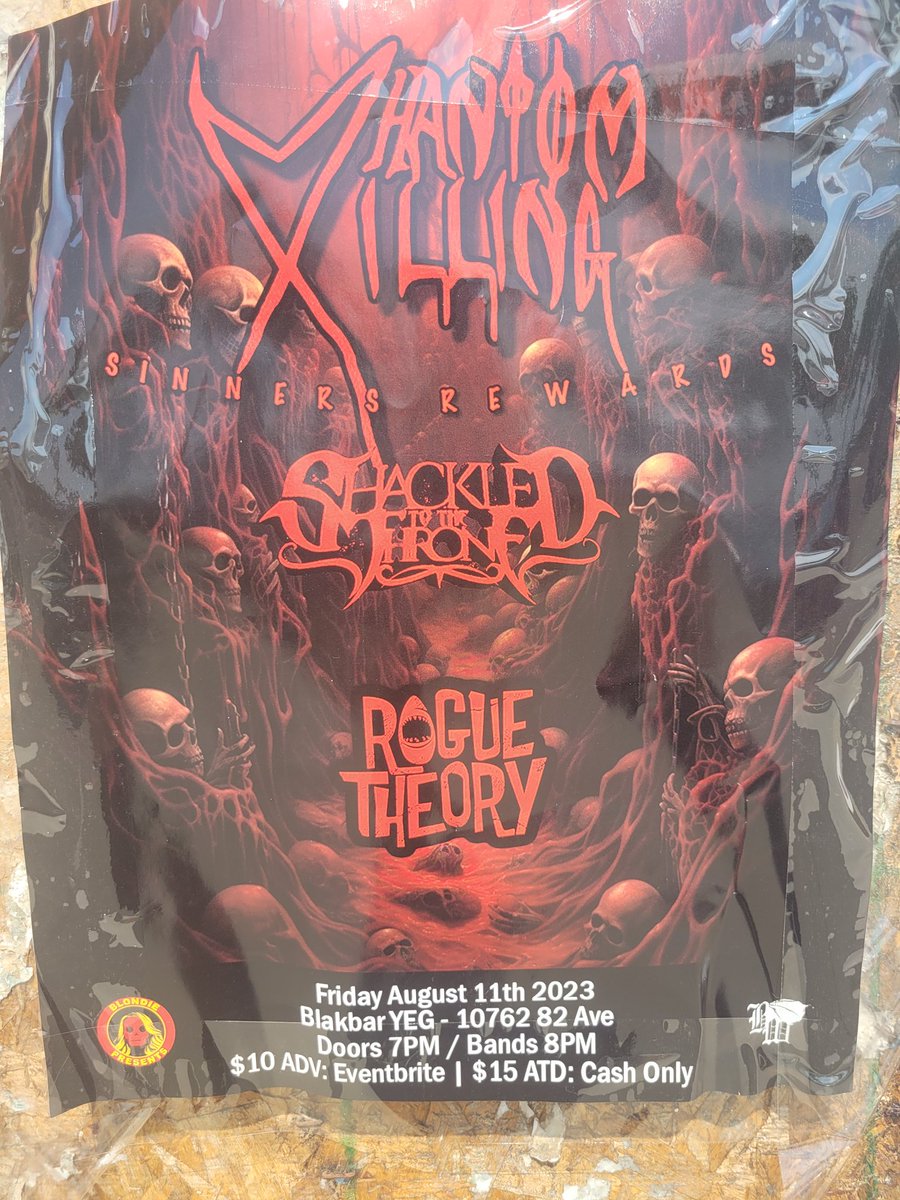 PHANTOM
KILLING
SINNERS REWARDS
SHACKLED
TO THE
THRONE
ROGUE
THEORY
BLONDIE
PRESENTS
Friday August 11th 2023
Blakbar YEG - 10762 82 Ave
Doors 7PM / Bands 8PM
$10 ADV: Eventbrite | $15 ATD: Cash Only